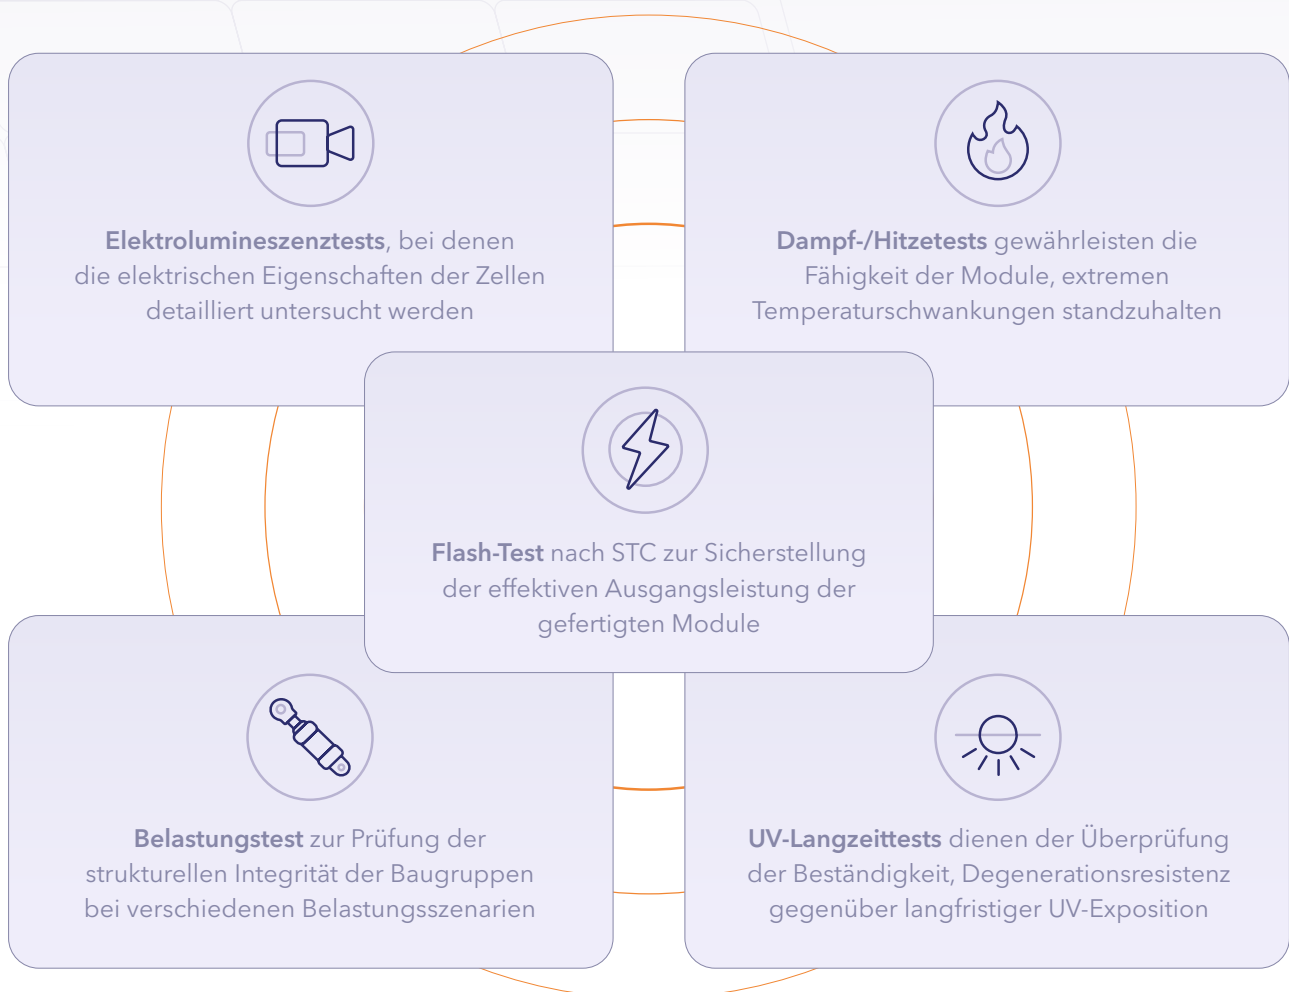 Elektrolumineszenztests, bei denen
die elektrischen Eigenschaften der Zellen
detailliert untersucht werden
Dampf-/Hitzetests gewährleisten die
Fähigkeit der Module, extremen
Temperaturschwankungen standzuhalten
Flash-Test nach STC zur Sicherstellung
der effektiven Ausgangsleistung der
gefertigten Module
Belastungstest zur Prüfung der
strukturellen Integrität der Baugruppen
bei verschiedenen Belastungsszenarien
UV-Langzeittests dienen der Überprüfung
der Beständigkeit, Degenerationsresistenz
gegenüber langfristiger UV-Exposition